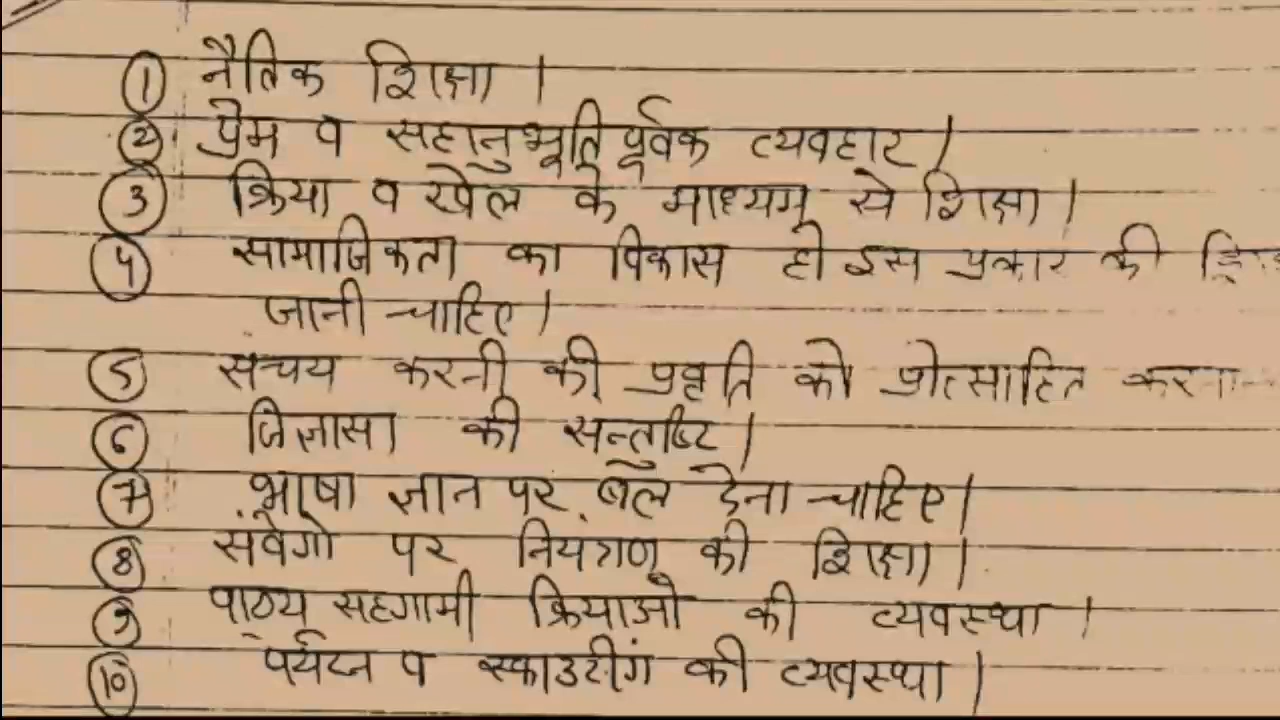 ① नैतिक शिक्षा ।
② प्रेम व सहानुभूति पूर्वक व्यवहार ।
③ क्रिया व खेल के माध्यम से शिक्षा ।
④ सामाजिकता का विकास हो इस प्रकार की
जानी चाहिए ।
⑤ संचय करनी की प्रवृति को प्रोत्साहित करना
⑥ जिज्ञासा की सन्तुष्टि ।
⑦ भाषा ज्ञान पर बल देना चाहिए ।
⑧ संवेगो पर नियंत्रण की शिक्षा ।
⑨ पाठ्य सहगामी क्रियाओ की व्यवस्था ।
⑩ पर्यटन व स्काउटींग की व्यवस्था ।